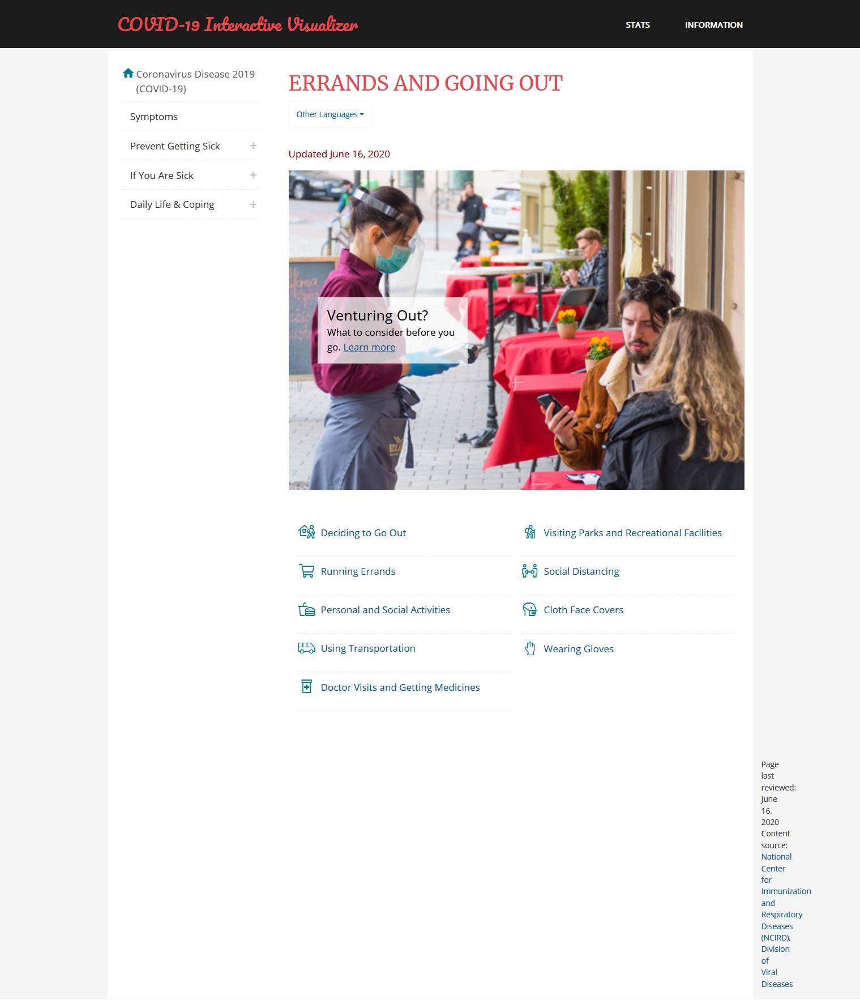 COVID-19 Interactive Visualizer
STATS
INFORMATION
Coronavirus Disease 2019
(COVID-19)
Symptoms
Prevent Getting Sick
If You Are Sick
Daily Life & Coping
ERRANDS AND GOING OUT
Other Languages
Updated June 16, 2020
Venturing Out?
What to consider before you
go. Learn more
Deciding to Go Out
Running Errands
Personal and Social Activities
Using Transportation
Doctor Visits and Getting Medicines
Visiting Parks and Recreational Facilities
Social Distancing
Cloth Face Covers
Wearing Gloves
Page
last
reviewed:
June
16,
2020
Content
source:
National
Center
for
Immunization
and
Respiratory
Diseases
(NCIRD),
Division
of
Viral
Diseases